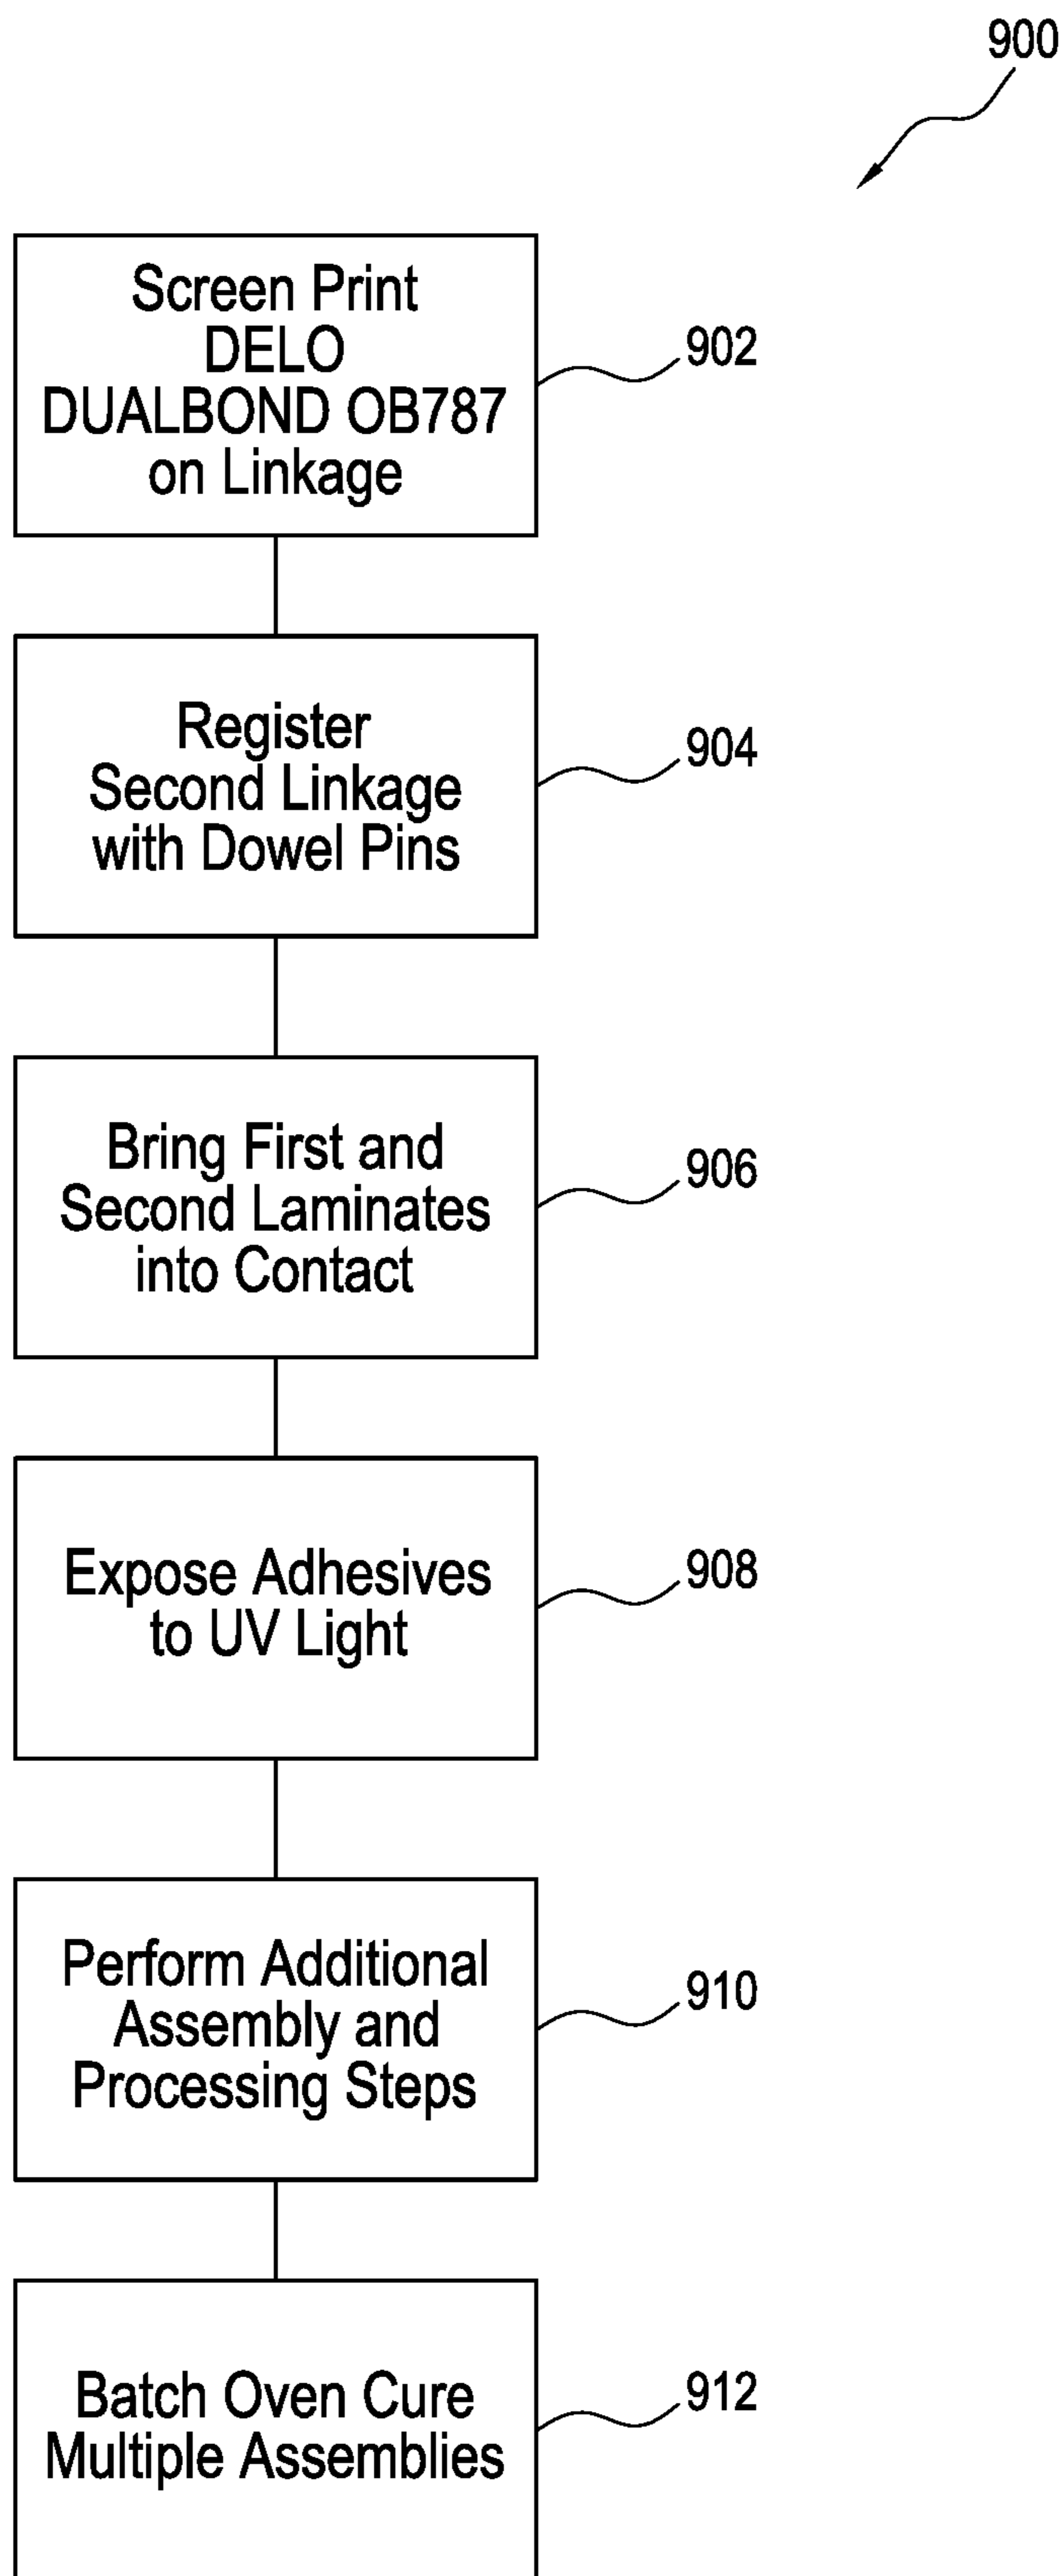 900
Screen Print
DELO
DUALBOND OB787
on Linkage
902
Register
Second Linkage
with Dowel Pins
904
Bring First and
Second Laminates
into Contact
906
Expose Adhesives
to UV Light
908
Perform Additional
Assembly and
Processing Steps
910
Batch Oven Cure
Multiple Assemblies
912